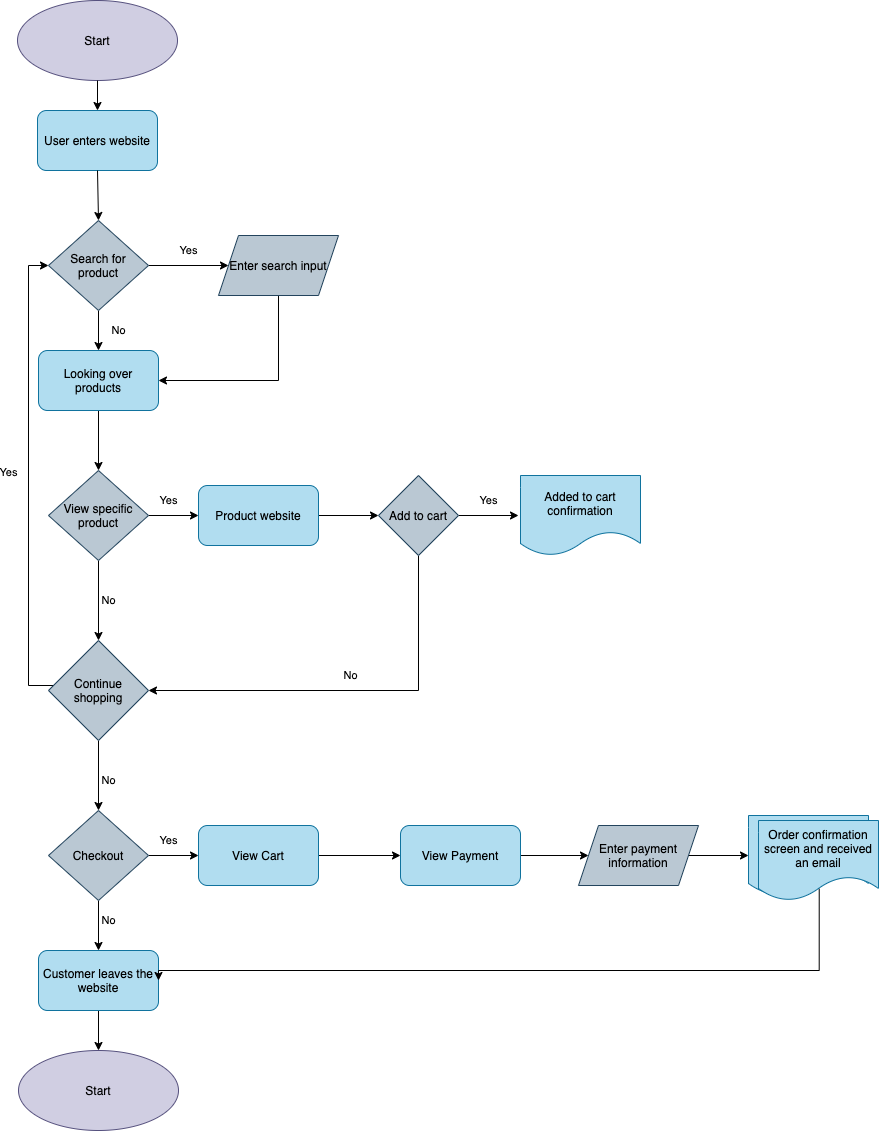 Start
User enters website
Search for
product
Yes
Enter search input
No
Looking over
products
Yes
View specific
product
Yes
Product website
Add to cart
Yes
Added to cart
confirmation
No
No
Continue
shopping
No
Checkout
Yes
View Cart
View Payment
Enter payment
information
Order confirmation
screen and received
an email
No
Customer leaves the
website
Start